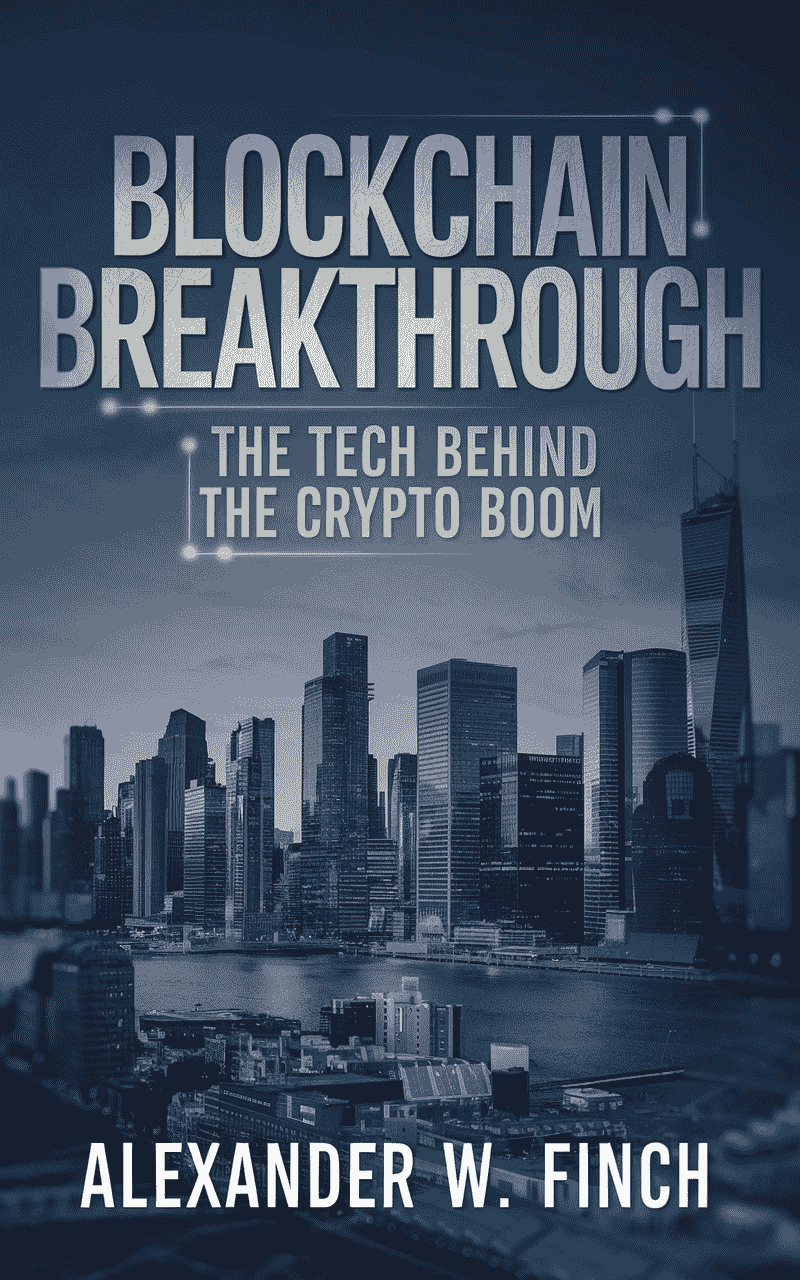 BLOCKCHAIN
BREAKTHROUGH
THE TECH BEHIND
THE CRYPTO BOOM
ALEXANDER W. FINCH